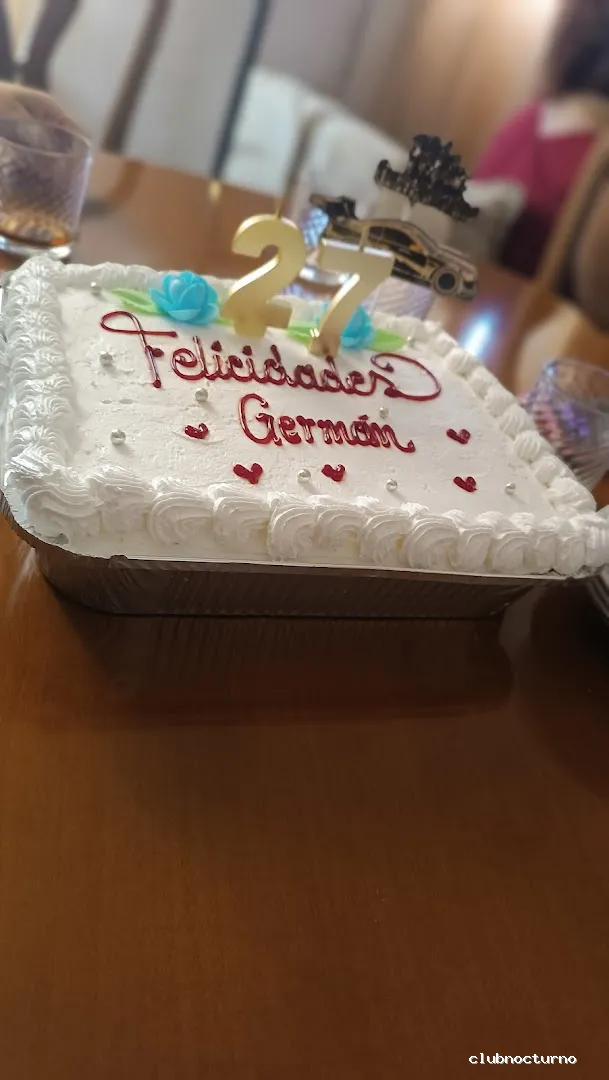 27
Felicidades
Germán
clubnocturno